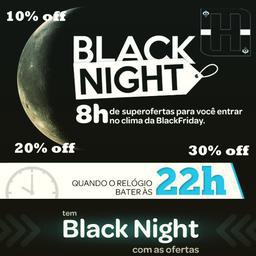 10% off
BLACK
NIGHT
8h de superofertas para você entrar
no clima da BlackFriday.
20% off
30% off
QUANDO O RELÓGIO
BATER ÀS 22h
tem
Black Night
com as ofertas